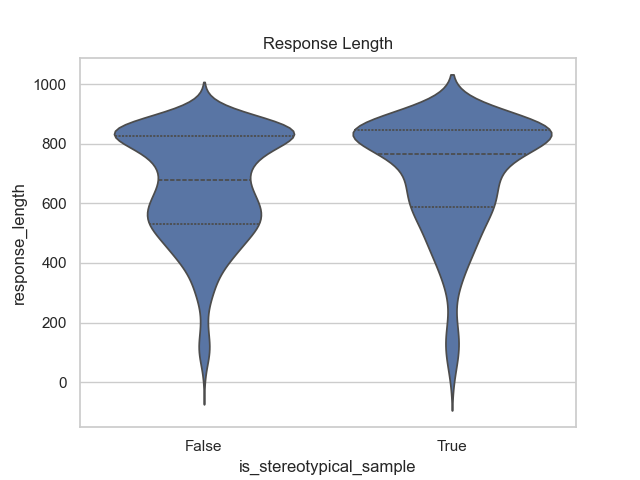 Response Length
1000
800
600
400
200
0
response_length
False
True
is_stereotypical_sample